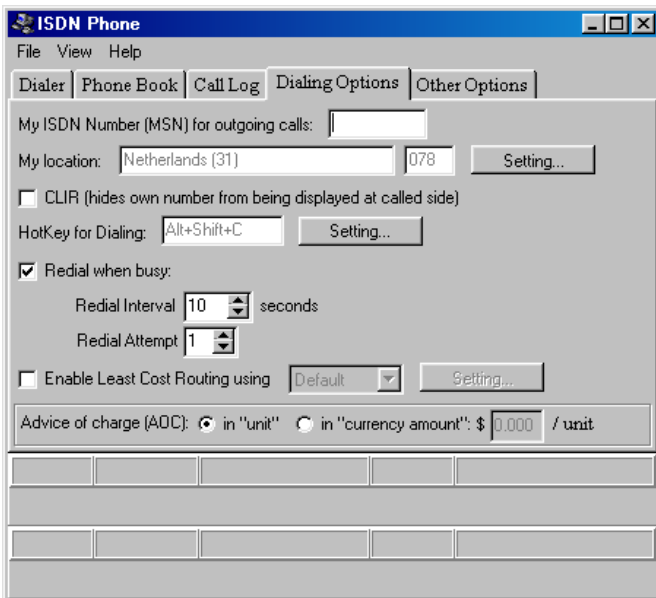 ISDN Phone
File View Help
Dialer Phone Book Call Log Dialing Options Other Options
My ISDN Number (MSN) for outgoing calls:
My location: Netherlands (31) 078 Setting...
CLIR (hides own number from being displayed at called side)
HotKey for Dialing: Alt+Shift+C Setting...
Redial when busy:
Redial Interval 10 seconds
Redial Attempt 1
Enable Least Cost Routing using Default Setting...
Advice of charge (AOC): in "unit" in "currency amount": $ 0.000 / unit